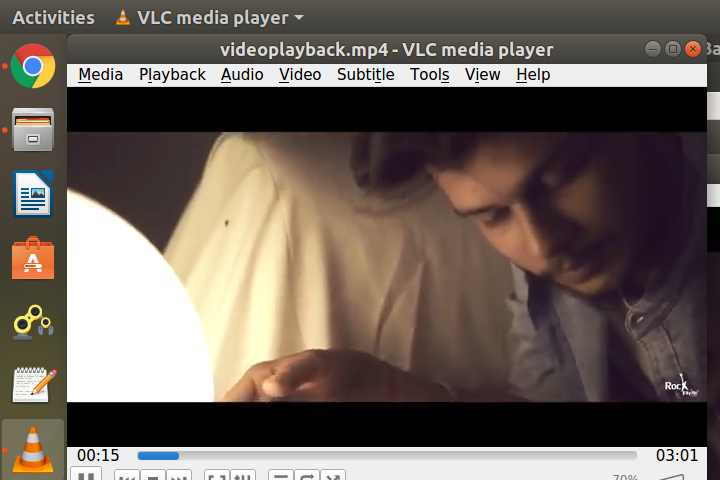 Activities VLC media player
videoplayback.mp4 - VLC media player
Media Playback Audio Video Subtitle Tools View Help
Rock
00:15 03:01
70%